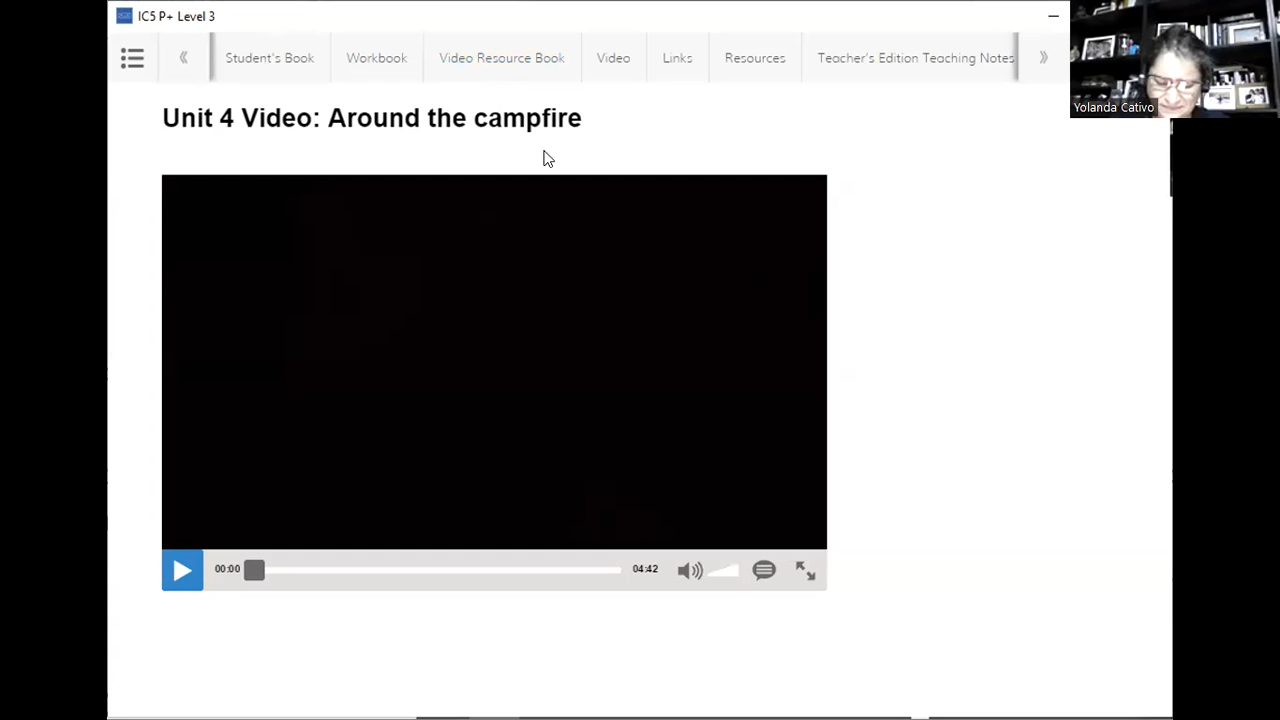 IC5 P+ Level 3
Student's Book Workbook Video Resource Book Video Links Resources Teacher's Edition Teaching Notes
Yolanda Cativo
Unit 4 Video: Around the campfire
00:00 04:42